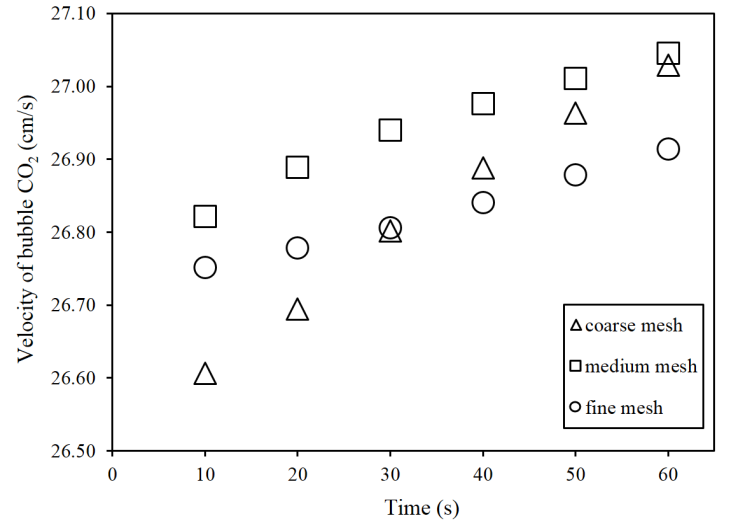 27.10
27.00
26.90
26.80
26.70
26.60
26.50
Velocity of bubble CO₂ (cm/s)
coarse mesh
medium mesh
fine mesh
0 10 20 30 40 50 60
Time (s)